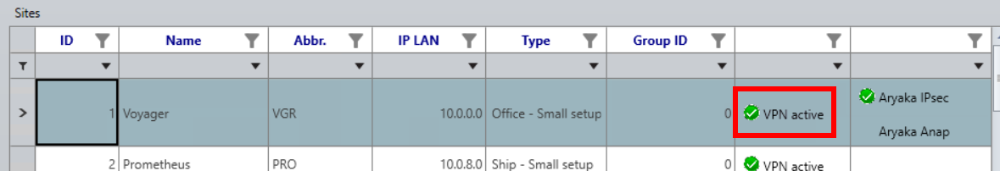 Sites
ID Name Abbr. IP LAN Type Group ID
1 Voyager VGR 10.0.0.0 Office - Small setup 0 VPN active Aryaka IPsec
Aryaka Anap
2 Prometheus PRO 10.0.8.0 Ship - Small setup 0 VPN active